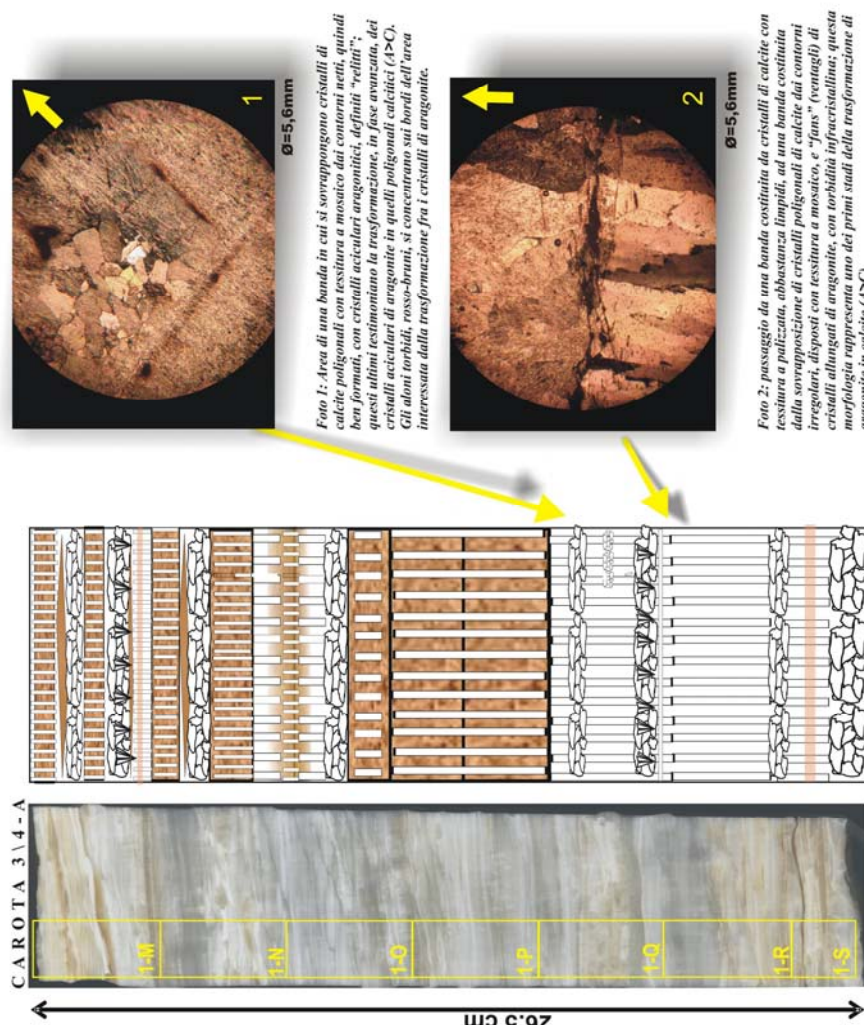 CAROTA 3\4-A
26.5 cm
1-M
1-N
1-O
1-P
1-Q
1-R
1-S
1
Ø=5,6mm
Foto 1: Area di una banda in cui si sovrappongono cristalli di
calcite poligonali con tessitura a mosaico dai contorni netti, quindi
ben formati, con cristalli aciculari aragonitici, definiti “relitti”;
questi ultimi testimoniano la trasformazione, in fase avanzata, dei
cristalli aciculari di aragonite in quelli poligonali calcitici (A>C).
Gli aloni torbidi, rosso-bruni, si concentrano sui bordi dell'area
interessata dalla trasformazione fra i cristalli di aragonite.
2
Ø=5,6mm
Foto 2: passaggio da una banda costituita da cristalli di calcite con
tessitura a palizzata, abbastanza limpidi, ad una banda costituita
dalla sovrapposizione di cristalli poligonali di calcite dai contorni
irregolari, disposti con tessitura a mosaico, e “fans” (ventagli) di
cristalli allungati di aragonite, con torbidità infracristallina; questa
morfologia rappresenta uno dei primi stadi della trasformazione di